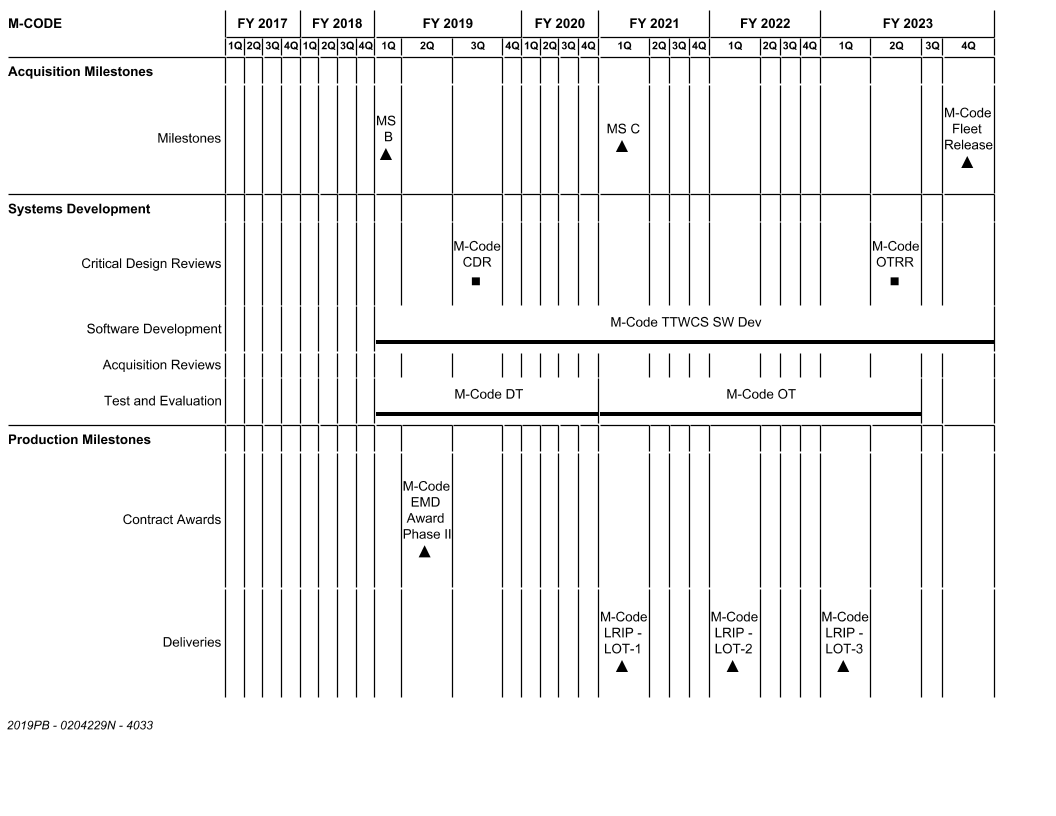 M-CODE FY 2017 FY 2018 FY 2019 FY 2020 FY 2021 FY 2022 FY 2023
1Q 2Q 3Q 4Q 1Q 2Q 3Q 4Q 1Q 2Q 3Q 4Q 1Q 2Q 3Q 4Q 1Q 2Q 3Q 4Q 1Q 2Q 3Q 4Q 1Q 2Q 3Q 4Q
Acquisition Milestones
Milestones
MS
B
MS C
M-Code
Fleet
Release
Systems Development
Critical Design Reviews
M-Code
CDR
M-Code
OTRR
Software Development
M-Code TTWCS SW Dev
Acquisition Reviews
Test and Evaluation
M-Code DT
M-Code OT
Production Milestones
Contract Awards
M-Code
EMD
Award
Phase II
Deliveries
M-Code
LRIP -
LOT-1
M-Code
LRIP -
LOT-2
M-Code
LRIP -
LOT-3
2019PB - 0204229N - 4033